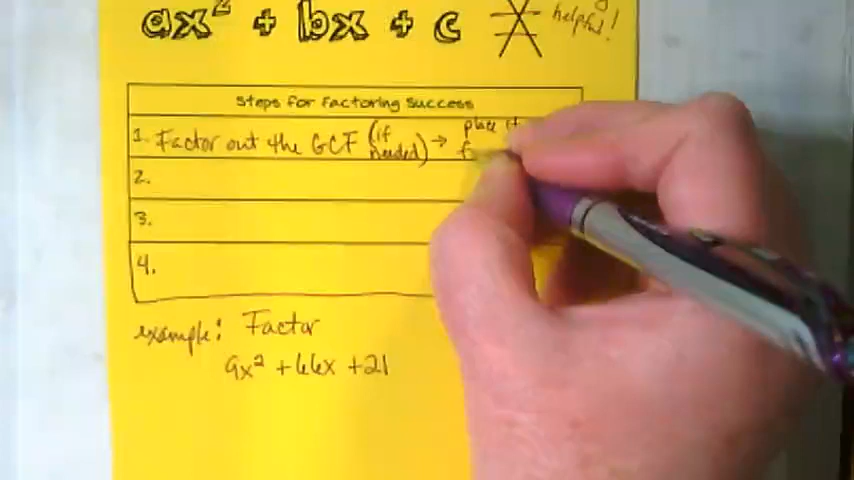 ax² + bx + c
helpful!
Steps for Factoring Success
1. Factor out the GCF (if needed) → place it
2.
3.
4.
example: Factor
9x² + 66x + 21